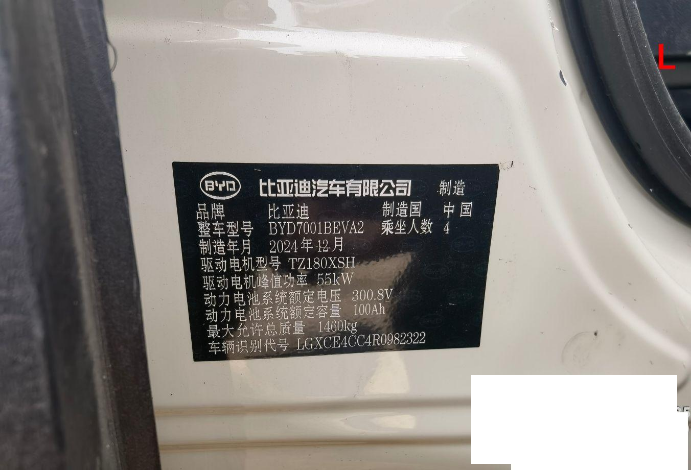 BYD 比亚迪汽车有限公司 制造
品牌 比亚迪 制造国 中国
整车型号 BYD7001BEVA2 乘坐人数 4
制造年月 2024年12月
驱动电机型号 TZ180XSH
驱动电机峰值功率 55kW
动力电池系统额定电压 300.8V
动力电池系统额定容量 100Ah
最大允许总质量 1460kg
车辆识别代号 LGXCE4CC4R0982322
L